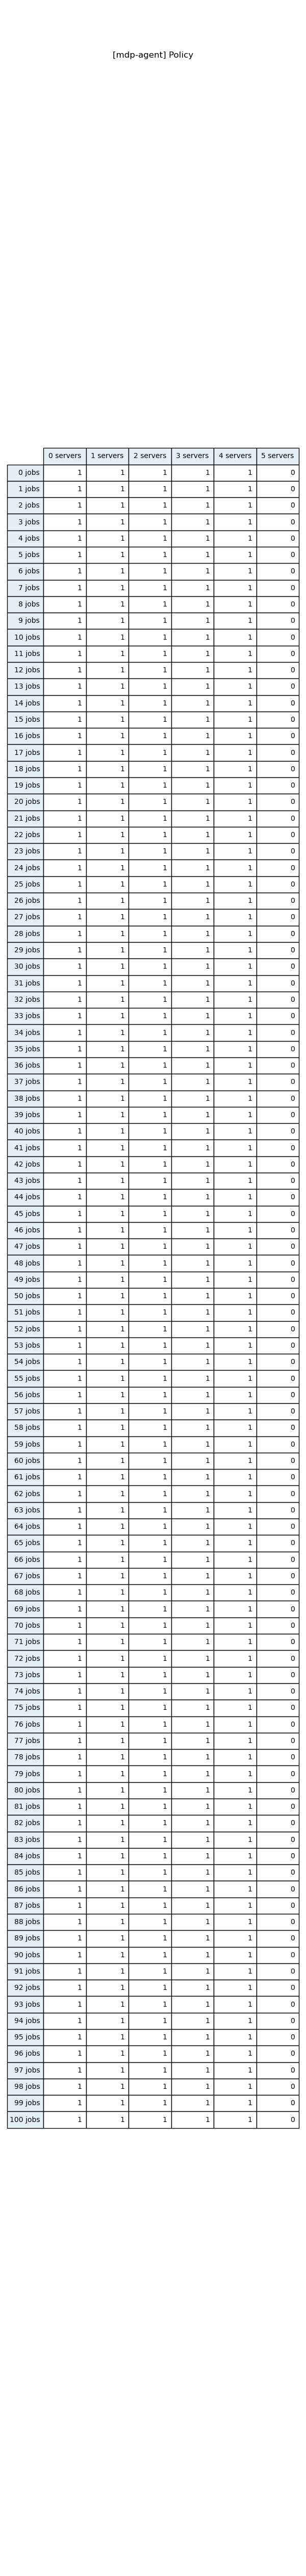 [mdp-agent] Policy
0 servers 1 servers 2 servers 3 servers 4 servers 5 servers
0 jobs 1 1 1 1 1 0
1 jobs 1 1 1 1 1 0
2 jobs 1 1 1 1 1 0
3 jobs 1 1 1 1 1 0
4 jobs 1 1 1 1 1 0
5 jobs 1 1 1 1 1 0
6 jobs 1 1 1 1 1 0
7 jobs 1 1 1 1 1 0
8 jobs 1 1 1 1 1 0
9 jobs 1 1 1 1 1 0
10 jobs 1 1 1 1 1 0
11 jobs 1 1 1 1 1 0
12 jobs 1 1 1 1 1 0
13 jobs 1 1 1 1 1 0
14 jobs 1 1 1 1 1 0
15 jobs 1 1 1 1 1 0
16 jobs 1 1 1 1 1 0
17 jobs 1 1 1 1 1 0
18 jobs 1 1 1 1 1 0
19 jobs 1 1 1 1 1 0
20 jobs 1 1 1 1 1 0
21 jobs 1 1 1 1 1 0
22 jobs 1 1 1 1 1 0
23 jobs 1 1 1 1 1 0
24 jobs 1 1 1 1 1 0
25 jobs 1 1 1 1 1 0
26 jobs 1 1 1 1 1 0
27 jobs 1 1 1 1 1 0
28 jobs 1 1 1 1 1 0
29 jobs 1 1 1 1 1 0
30 jobs 1 1 1 1 1 0
31 jobs 1 1 1 1 1 0
32 jobs 1 1 1 1 1 0
33 jobs 1 1 1 1 1 0
34 jobs 1 1 1 1 1 0
35 jobs 1 1 1 1 1 0
36 jobs 1 1 1 1 1 0
37 jobs 1 1 1 1 1 0
38 jobs 1 1 1 1 1 0
39 jobs 1 1 1 1 1 0
40 jobs 1 1 1 1 1 0
41 jobs 1 1 1 1 1 0
42 jobs 1 1 1 1 1 0
43 jobs 1 1 1 1 1 0
44 jobs 1 1 1 1 1 0
45 jobs 1 1 1 1 1 0
46 jobs 1 1 1 1 1 0
47 jobs 1 1 1 1 1 0
48 jobs 1 1 1 1 1 0
49 jobs 1 1 1 1 1 0
50 jobs 1 1 1 1 1 0
51 jobs 1 1 1 1 1 0
52 jobs 1 1 1 1 1 0
53 jobs 1 1 1 1 1 0
54 jobs 1 1 1 1 1 0
55 jobs 1 1 1 1 1 0
56 jobs 1 1 1 1 1 0
57 jobs 1 1 1 1 1 0
58 jobs 1 1 1 1 1 0
59 jobs 1 1 1 1 1 0
60 jobs 1 1 1 1 1 0
61 jobs 1 1 1 1 1 0
62 jobs 1 1 1 1 1 0
63 jobs 1 1 1 1 1 0
64 jobs 1 1 1 1 1 0
65 jobs 1 1 1 1 1 0
66 jobs 1 1 1 1 1 0
67 jobs 1 1 1 1 1 0
68 jobs 1 1 1 1 1 0
69 jobs 1 1 1 1 1 0
70 jobs 1 1 1 1 1 0
71 jobs 1 1 1 1 1 0
72 jobs 1 1 1 1 1 0
73 jobs 1 1 1 1 1 0
74 jobs 1 1 1 1 1 0
75 jobs 1 1 1 1 1 0
76 jobs 1 1 1 1 1 0
77 jobs 1 1 1 1 1 0
78 jobs 1 1 1 1 1 0
79 jobs 1 1 1 1 1 0
80 jobs 1 1 1 1 1 0
81 jobs 1 1 1 1 1 0
82 jobs 1 1 1 1 1 0
83 jobs 1 1 1 1 1 0
84 jobs 1 1 1 1 1 0
85 jobs 1 1 1 1 1 0
86 jobs 1 1 1 1 1 0
87 jobs 1 1 1 1 1 0
88 jobs 1 1 1 1 1 0
89 jobs 1 1 1 1 1 0
90 jobs 1 1 1 1 1 0
91 jobs 1 1 1 1 1 0
92 jobs 1 1 1 1 1 0
93 jobs 1 1 1 1 1 0
94 jobs 1 1 1 1 1 0
95 jobs 1 1 1 1 1 0
96 jobs 1 1 1 1 1 0
97 jobs 1 1 1 1 1 0
98 jobs 1 1 1 1 1 0
99 jobs 1 1 1 1 1 0
100 jobs 1 1 1 1 1 0